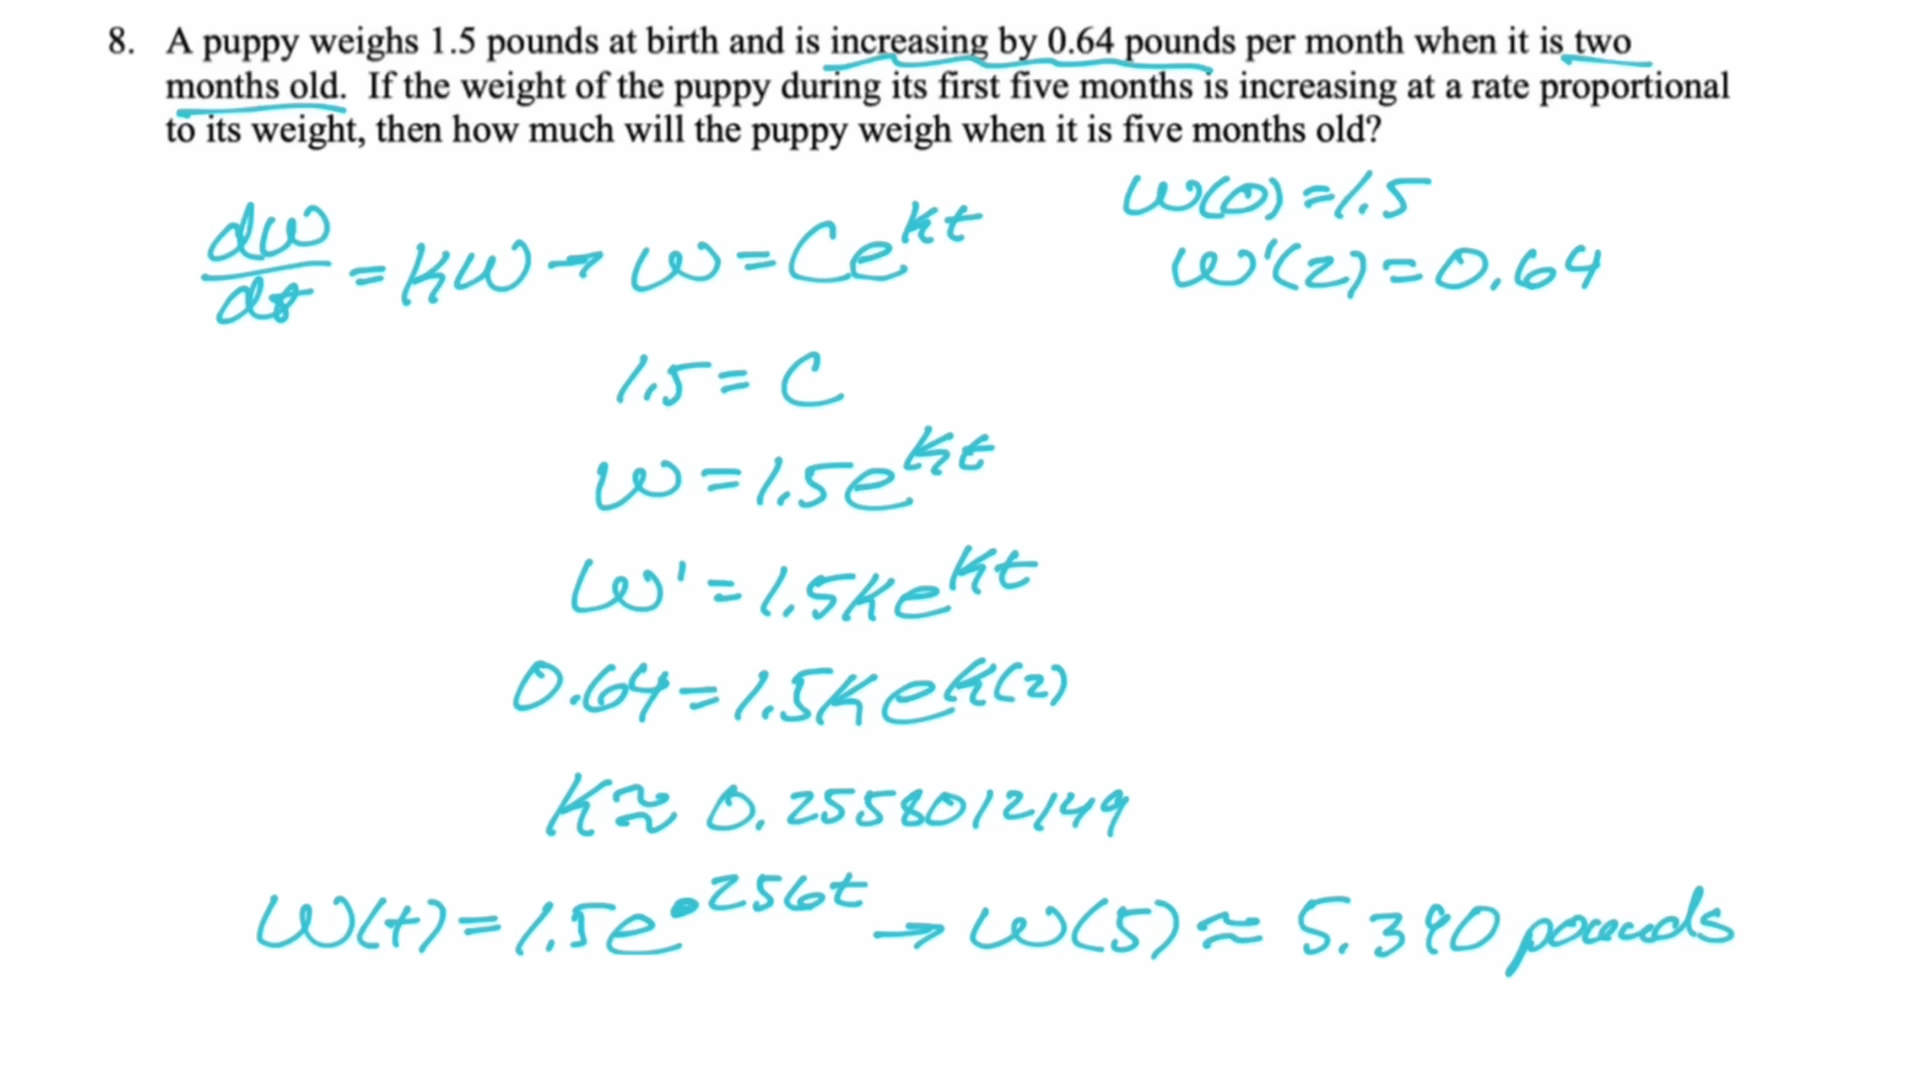 8. A puppy weighs 1.5 pounds at birth and is increasing by 0.64 pounds per month when it is two
months old. If the weight of the puppy during its first five months is increasing at a rate proportional
to its weight, then how much will the puppy weigh when it is five months old?
w(0) = 1.5
dw/dt = kw → w = Ce^{kt}
w'(2) = 0.64
1.5 = C
w = 1.5e^{kt}
w' = 1.5ke^{kt}
0.64 = 1.5ke^{k(2)}
k ≈ 0.2558012149
w(t) = 1.5e^{.256t} → w(5) ≈ 5.390 pounds